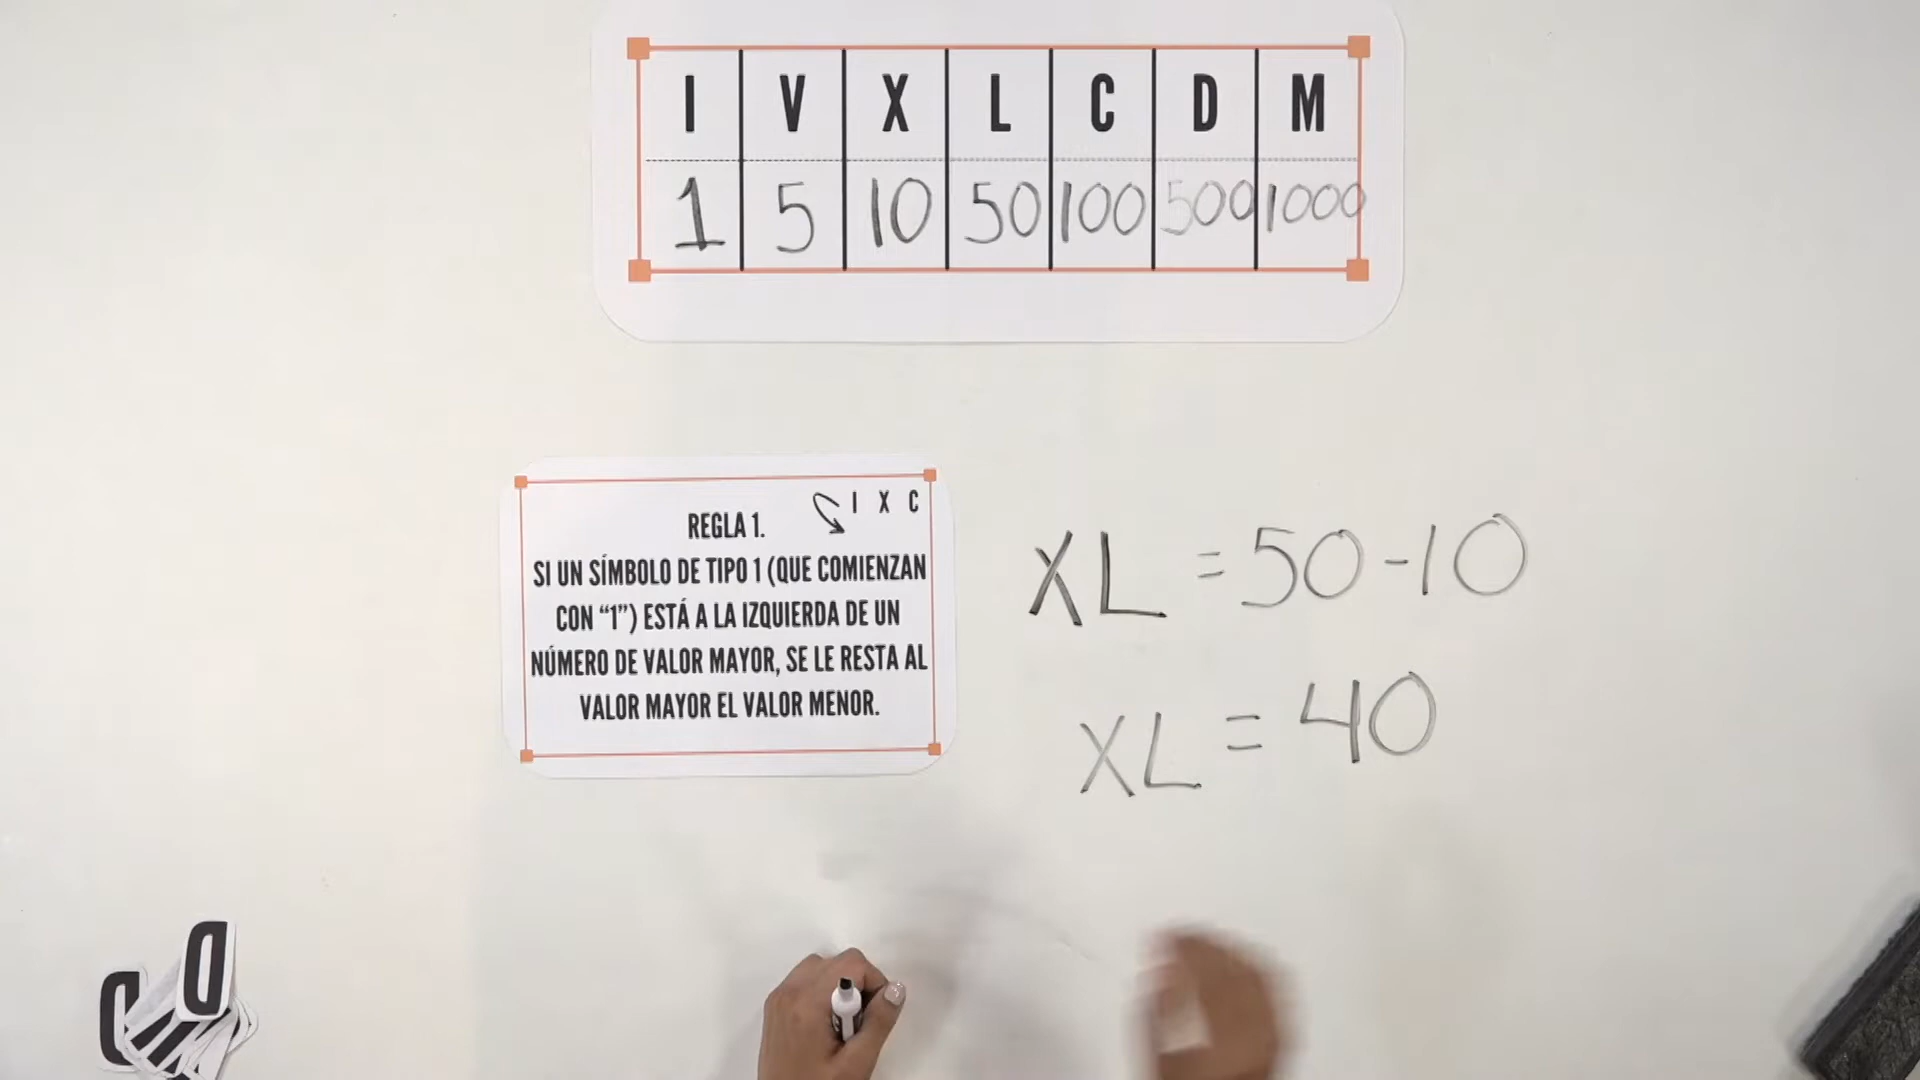 I V X L C D M
1 5 10 50 100 500 1000
I X C
REGLA 1.
SI UN SÍMBOLO DE TIPO 1 (QUE COMIENZAN
CON “1”) ESTÁ A LA IZQUIERDA DE UN
NÚMERO DE VALOR MAYOR, SE LE RESTA AL
VALOR MAYOR EL VALOR MENOR.
XL = 50-10
XL = 40
D
D